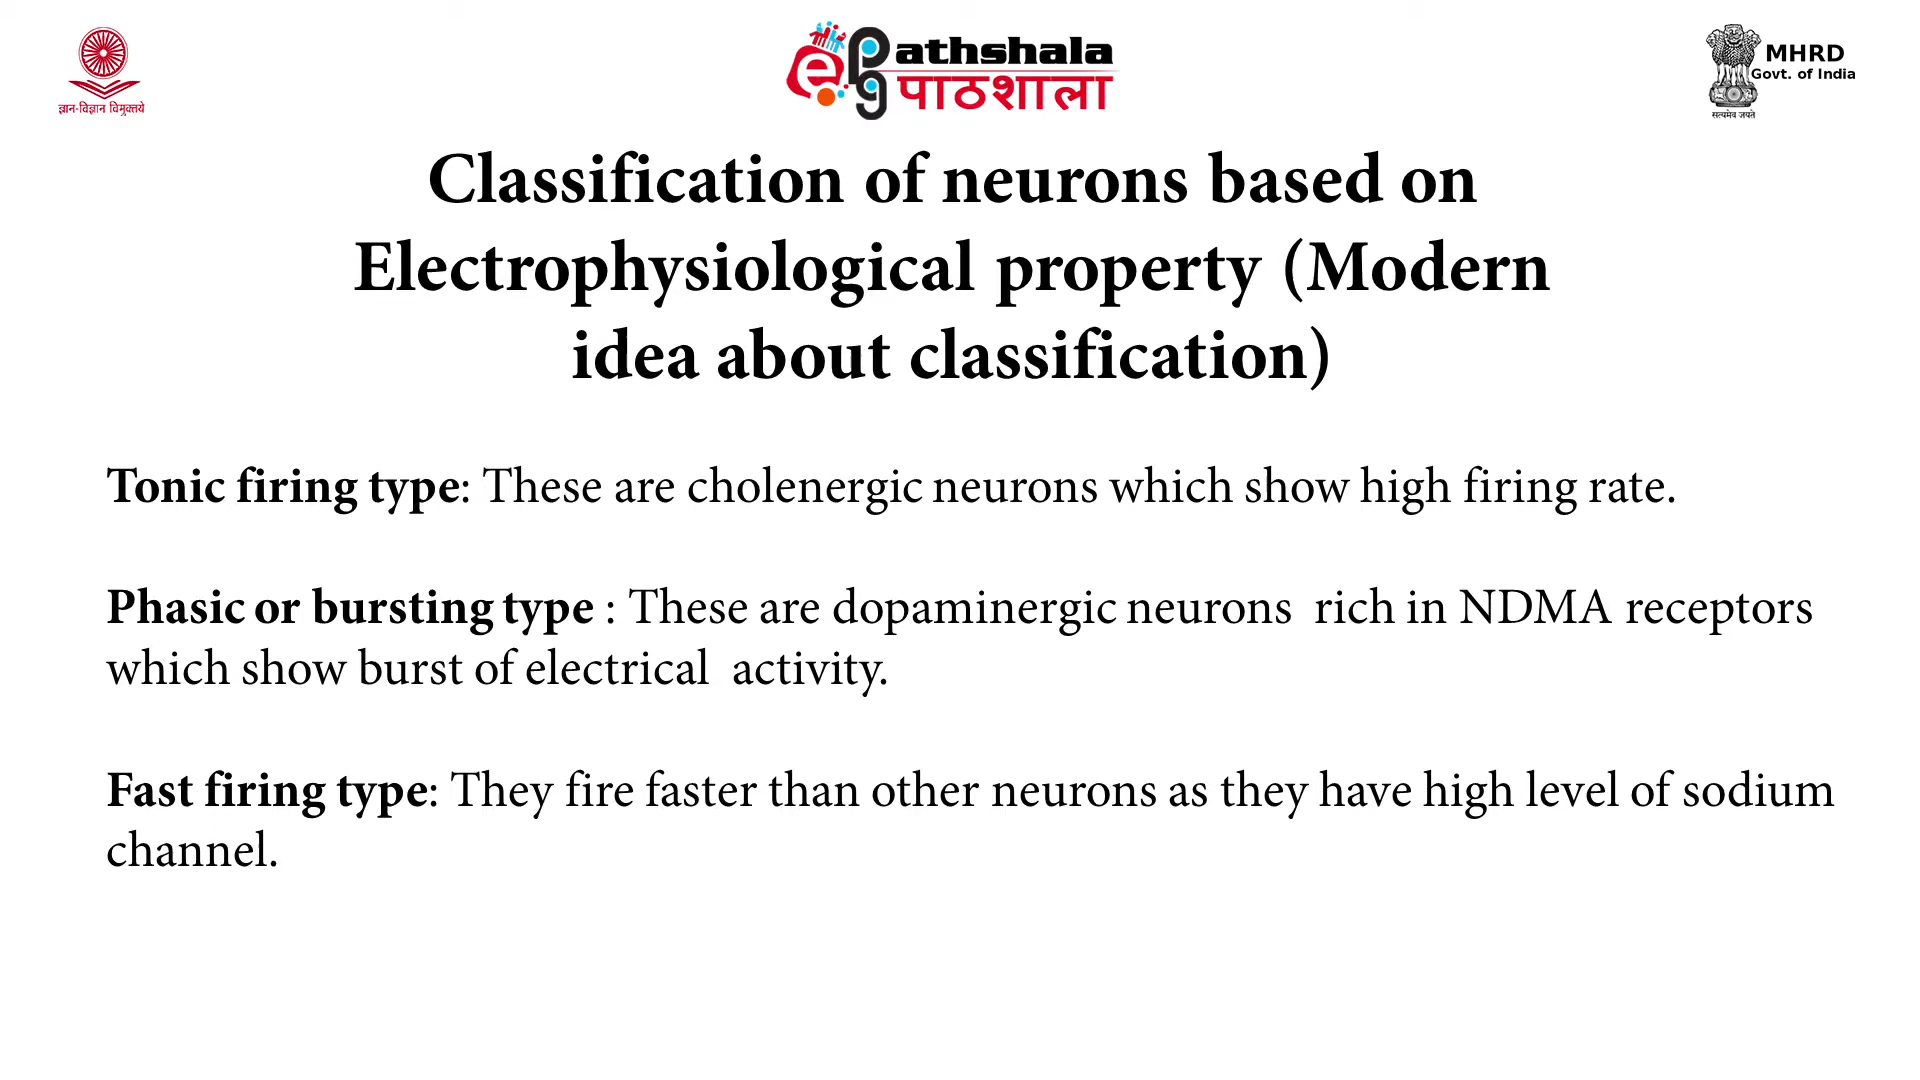 ज्ञान-विज्ञान विमुक्तये
ePG Pathshala
पाठशाला
MHRD
Govt. of India
सत्यमेव जयते
Classification of neurons based on
Electrophysiological property (Modern
idea about classification)
Tonic firing type: These are cholenergic neurons which show high firing rate.
Phasic or bursting type : These are dopaminergic neurons rich in NDMA receptors
which show burst of electrical activity.
Fast firing type: They fire faster than other neurons as they have high level of sodium
channel.